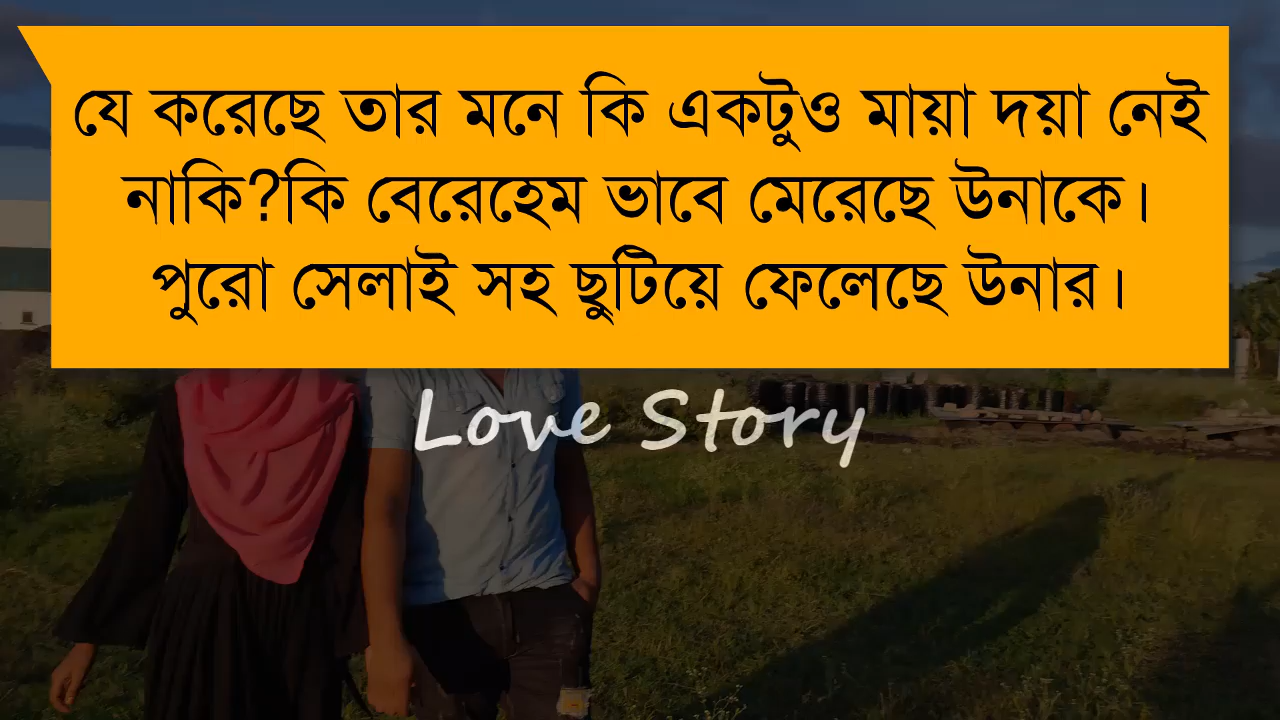 যে করেছে তার মনে কি একটুও মায়া দয়া নেই
নাকি?কি বেরেহেম ভাবে মেরেছে উনাকে।
পুরো সেলাই সহ ছুটিয়ে ফেলেছে উনার।
Love Story